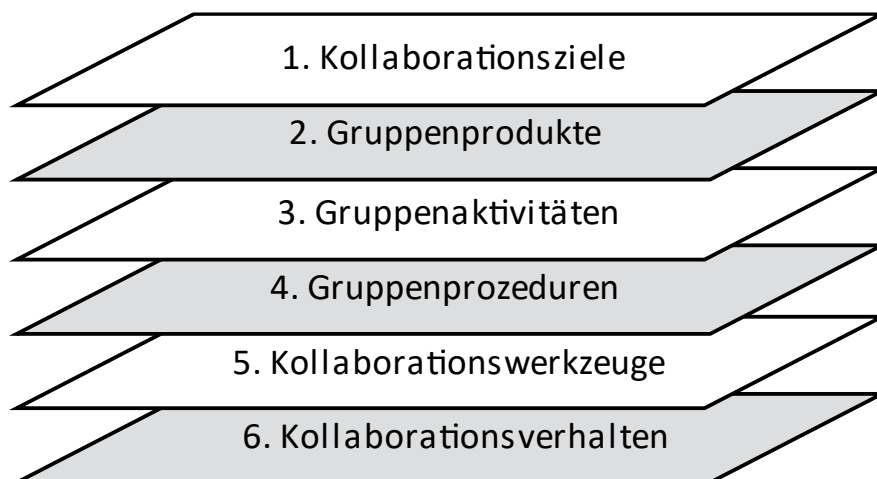 1. Kollaborationsziele
2. Gruppenprodukte
3. Gruppenaktivitäten
4. Gruppenprozeduren
5. Kollaborationswerkzeuge
6. Kollaborationsverhalten